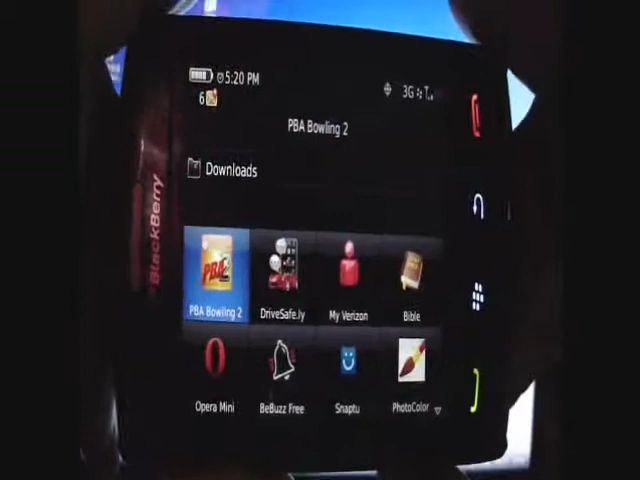 5:20 PM
3G
6
PBA Bowling 2
Downloads
BlackBerry
PBA
PBA Bowling 2
DriveSafe.ly
My Verizon
Bible
Opera Mini
BeBuzz Free
Snaptu
PhotoColor